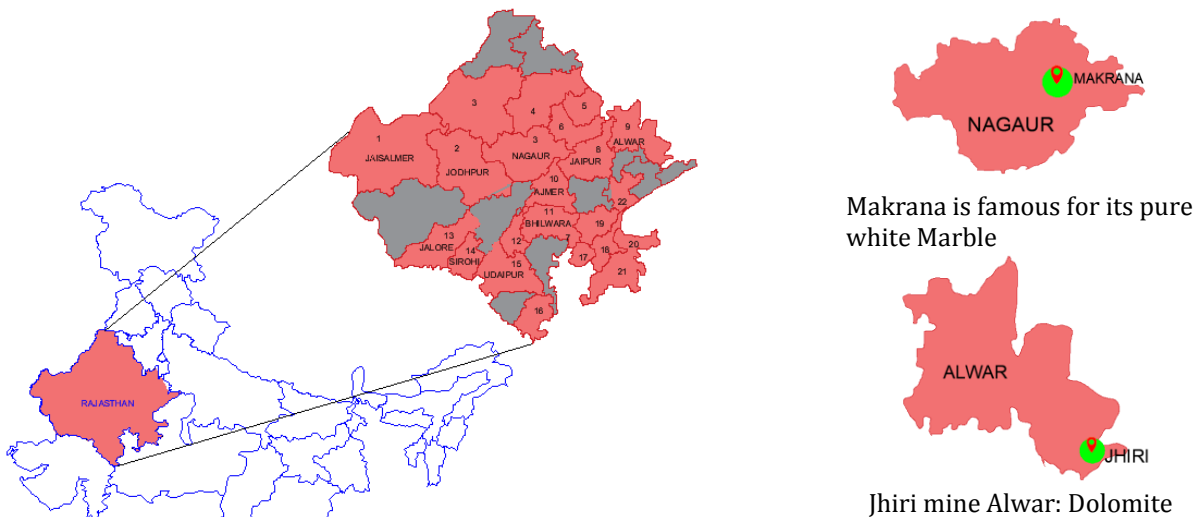 3
4
5
6
1
JAISALMER
2
JODHPUR
3
NAGAUR
8
JAIPUR
9
ALWAR
10
AJMER
22
11
BHILWARA
7
19
13
JALORE
14
SIROHI
12
15
UDAIPUR
17
18
20
21
16
RAJASTHAN
MAKRANA
NAGAUR
Makrana is famous for its pure
white Marble
ALWAR
JHIRI
Jhiri mine Alwar: Dolomite